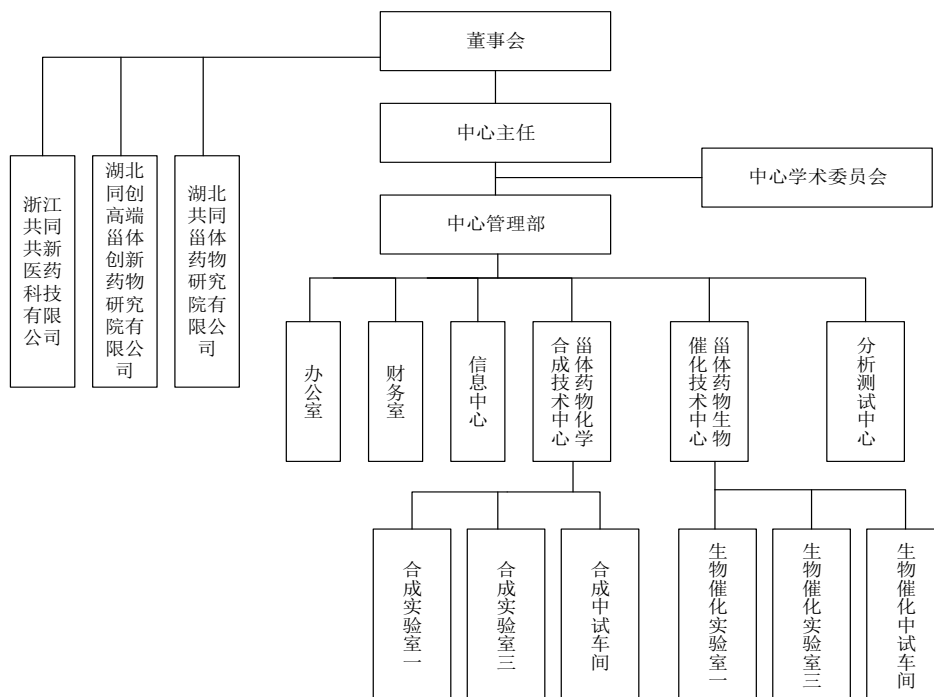 董事会
中心主任
中心学术委员会
中心管理部
浙江
共同
共新
医药
科技
有限
公司
湖北
同创
高端
甾体
创新
药物
研究
院有
限公
司
湖北
共同
甾体
药物
研究
院有
限公
司
办公室
财务室
信息中心
甾体药物化学
合成技术中心
甾体药物生物
催化技术中心
分析测试中心
合成实验室一
合成实验室三
合成中试车间
生物催化实验室一
生物催化实验室三
生物催化中试车间